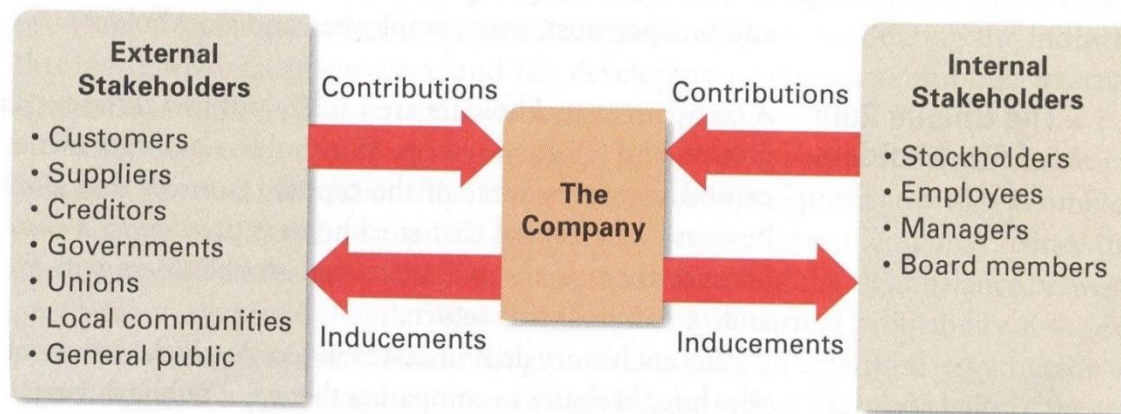 External
Stakeholders
• Customers
• Suppliers
• Creditors
• Governments
• Unions
• Local communities
• General public
Contributions
Inducements
The
Company
Contributions
Inducements
Internal
Stakeholders
• Stockholders
• Employees
• Managers
• Board members